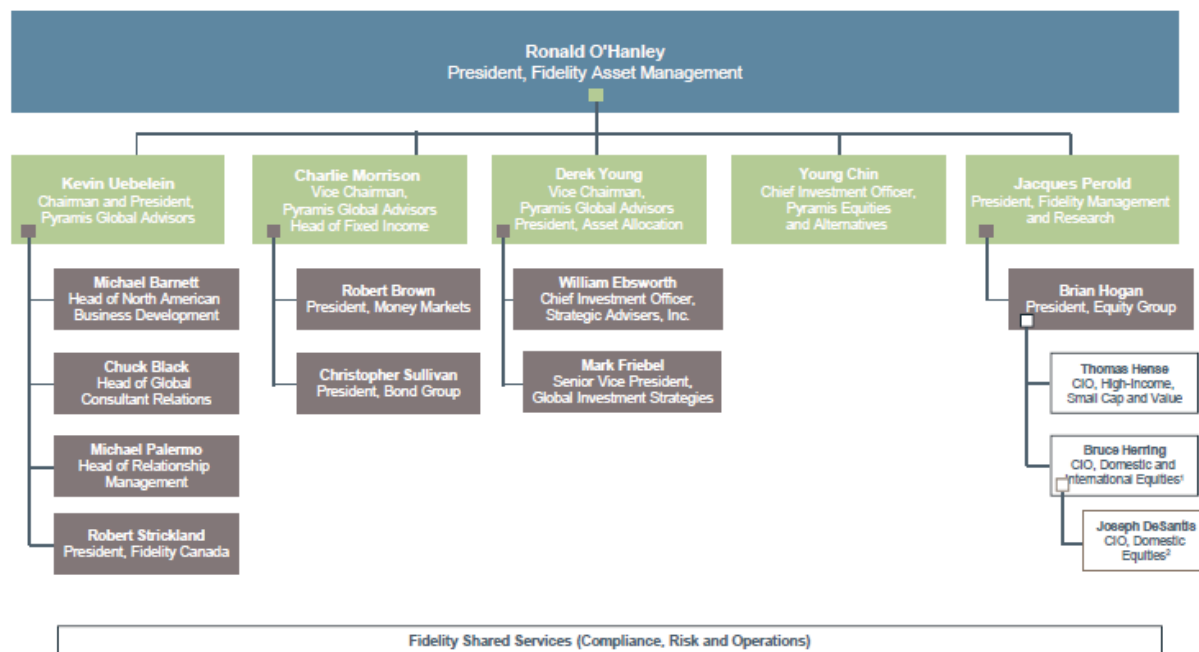 Ronald O'Hanley
President, Fidelity Asset Management
Kevin Uebelein
Chairman and President,
Pyramis Global Advisors
Charlie Morrison
Vice Chairman,
Pyramis Global Advisors
Head of Fixed Income
Derek Young
Vice Chairman,
Pyramis Global Advisors
President, Asset Allocation
Young Chin
Chief Investment Officer,
Pyramis Equities
and Alternatives
Jacques Perold
President, Fidelity Management
and Research
Michael Barnett
Head of North American
Business Development
Chuck Black
Head of Global
Consultant Relations
Michael Palermo
Head of Relationship
Management
Robert Strickland
President, Fidelity Canada
Robert Brown
President, Money Markets
Christopher Sullivan
President, Bond Group
William Ebsworth
Chief Investment Officer,
Strategic Advisers, Inc.
Mark Friebel
Senior Vice President,
Global Investment Strategies
Brian Hogan
President, Equity Group
Thomas Hense
CIO, High-Income,
Small Cap and Value
Bruce Herring
CIO, Domestic and
International Equities¹
Joseph DeSantis
CIO, Domestic
Equities²
Fidelity Shared Services (Compliance, Risk and Operations)